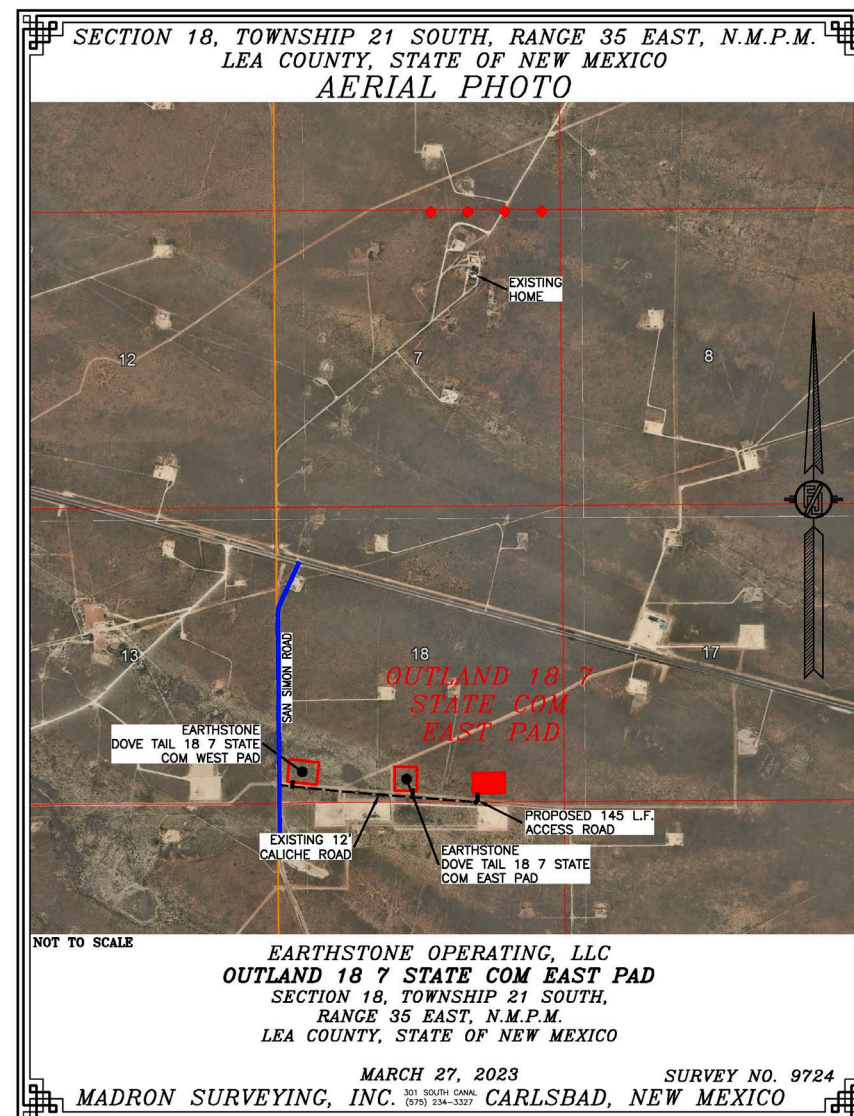 SECTION 18, TOWNSHIP 21 SOUTH, RANGE 35 EAST, N.M.P.M.
LEA COUNTY, STATE OF NEW MEXICO
AERIAL PHOTO
EXISTING
HOME
12
7
8
SAN SIMON ROAD
13
18
17
OUTLAND 18 7
STATE COM
EAST PAD
EARTHSTONE
DOVE TAIL 18 7 STATE
COM WEST PAD
PROPOSED 145 L.F.
ACCESS ROAD
EXISTING 12'
CALICHE ROAD
EARTHSTONE
DOVE TAIL 18 7 STATE
COM EAST PAD
NOT TO SCALE
EARTHSTONE OPERATING, LLC
OUTLAND 18 7 STATE COM EAST PAD
SECTION 18, TOWNSHIP 21 SOUTH,
RANGE 35 EAST, N.M.P.M.
LEA COUNTY, STATE OF NEW MEXICO
MARCH 27, 2023
SURVEY NO. 9724
MADRON SURVEYING, INC. 301 SOUTH CANAL (575) 234-3327 CARLSBAD, NEW MEXICO